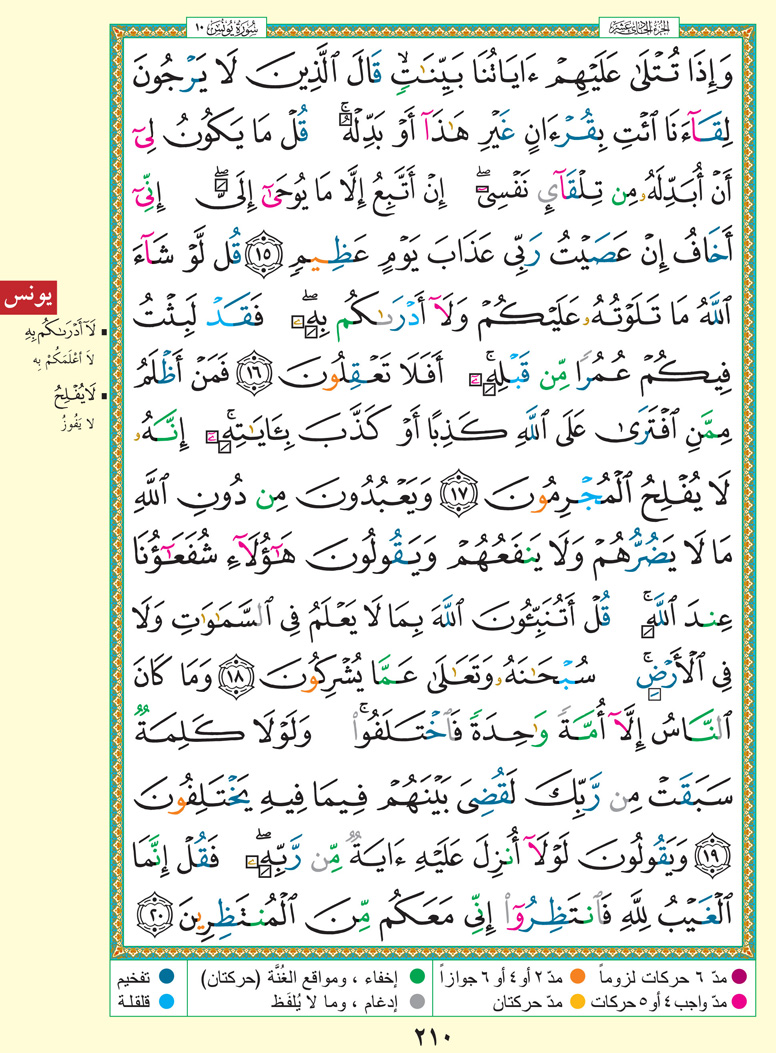 سُورَةُ يُونُس ١٠
الجزء الحادي عشر
وَإِذَا تُتْلَىٰ عَلَيْهِمْ ءَايَاتُنَا بَيِّنَٰتٍۙ قَالَ ٱلَّذِينَ لَا يَرْجُونَ
لِقَآءَنَا ٱئْتِ بِقُرْءَانٍ غَيْرِ هَٰذَآ أَوْ بَدِّلْهُۚ قُلْ مَا يَكُونُ لِىٓ
أَنْ أُبَدِّلَهُۥ مِن تِلْقَآئِ نَفْسِىٓۖ إِنْ أَتَّبِعُ إِلَّا مَا يُوحَىٰٓ إِلَىَّۖ إِنِّىٓ
أَخَافُ إِنْ عَصَيْتُ رَبِّى عَذَابَ يَوْمٍ عَظِيمٍ ١٥ قُل لَّوْ شَآءَ
ٱللَّهُ مَا تَلَوْتُهُۥ عَلَيْكُمْ وَلَآ أَدْرَىٰكُم بِهِۦۖ فَقَدْ لَبِثْتُ
فِيكُمْ عُمُرًا مِّن قَبْلِهِۦٓۚ أَفَلَا تَعْقِلُونَ ١٦ فَمَنْ أَظْلَمُ
مِمَّنِ ٱفْتَرَىٰ عَلَى ٱللَّهِ كَذِبًا أَوْ كَذَّبَ بِـَٔايَٰتِهِۦٓۚ إِنَّهُۥ
لَا يُفْلِحُ ٱلْمُجْرِمُونَ ١٧ وَيَعْبُدُونَ مِن دُونِ ٱللَّهِ
مَا لَا يَضُرُّهُمْ وَلَا يَنفَعُهُمْ وَيَقُولُونَ هَٰٓؤُلَآءِ شُفَعَٰٓؤُنَا
عِندَ ٱللَّهِۚ قُلْ أَتُنَبِّـُٔونَ ٱللَّهَ بِمَا لَا يَعْلَمُ فِى ٱلسَّمَٰوَٰتِ وَلَا
فِى ٱلْأَرْضِۚ سُبْحَٰنَهُۥ وَتَعَٰلَىٰ عَمَّا يُشْرِكُونَ ١٨ وَمَا كَانَ
ٱلنَّاسُ إِلَّآ أُمَّةً وَٰحِدَةً فَٱخْتَلَفُوا۟ۚ وَلَوْلَا كَلِمَةٌ
سَبَقَتْ مِن رَّبِّكَ لَقُضِىَ بَيْنَهُمْ فِيمَا فِيهِ يَخْتَلِفُونَ
١٩ وَيَقُولُونَ لَوْلَآ أُنزِلَ عَلَيْهِ ءَايَةٌ مِّن رَّبِّهِۦۖ فَقُلْ إِنَّمَا
ٱلْغَيْبُ لِلَّهِ فَٱنتَظِرُوٓا۟ إِنِّى مَعَكُم مِّنَ ٱلْمُنتَظِرِينَ ٢٠
يونس
لَآ أَدْرَىٰكُم بِهِ
لا أعْلَمَكُمْ به
لَا يُفْلِحُ
لا يَفُوزُ
مدّ ٦ حركات لزوماً
مدّ ٢ أو ٤ أو ٦ جوازاً
إخفاء ، ومواقع الغُنَّة (حركتان)
تفخيم
مدّ واجب ٤ أو ٥ حركات
مدّ حركتان
إدغام ، وما لا يُلفَظ
قلقلة
٢١٠